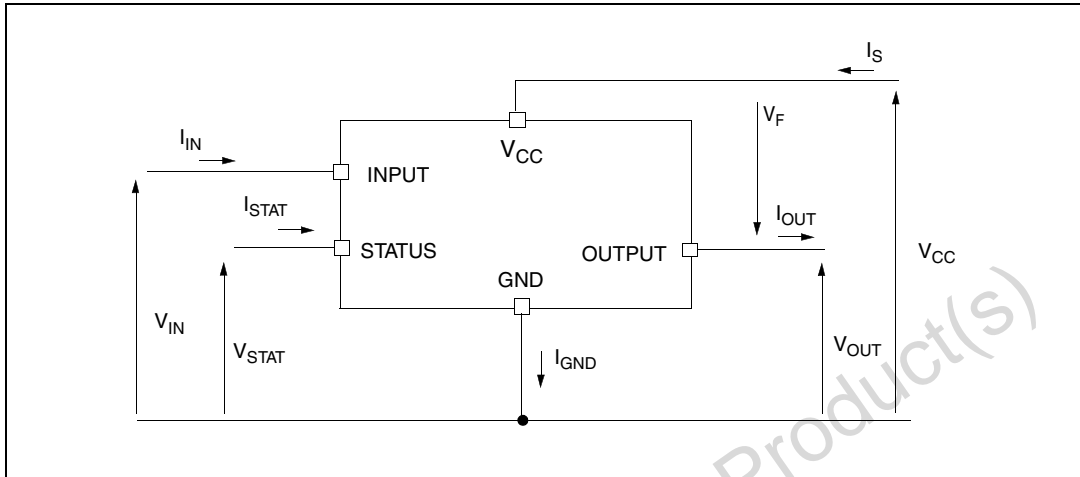 I_S
V_F
I_IN
V_CC
INPUT
I_STAT
I_OUT
STATUS
OUTPUT
V_CC
GND
V_IN
V_STAT
I_GND
V_OUT
Product(s)